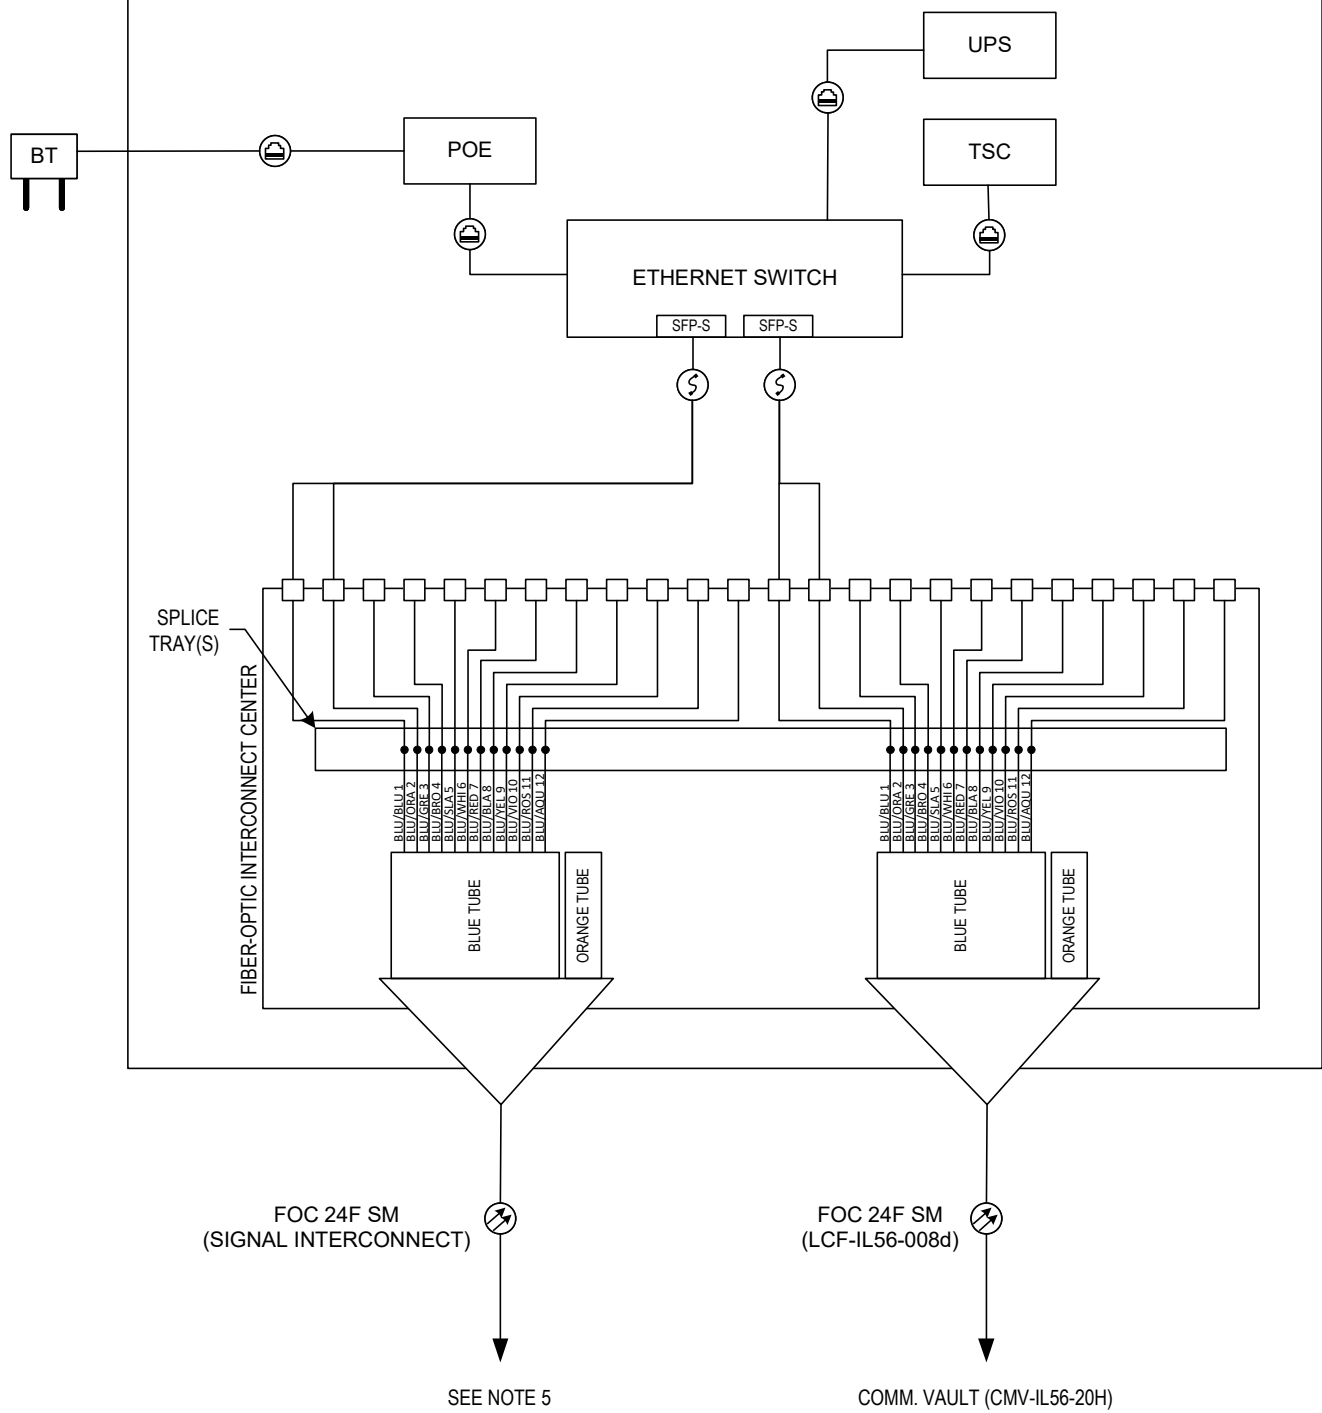 UPS
BT
POE
TSC
ETHERNET SWITCH
SFP-S
SFP-S
SPLICE
TRAY(S)
FIBER-OPTIC INTERCONNECT CENTER
BLU/BLU 1
BLU/ORA 2
BLU/GRE 3
BLU/BRO 4
BLU/SLA 5
BLU/WHI 6
BLU/RED 7
BLU/BLA 8
BLU/YEL 9
BLU/VIO 10
BLU/ROS 11
BLU/AQU 12
BLU/BLU 1
BLU/ORA 2
BLU/GRE 3
BLU/BRO 4
BLU/SLA 5
BLU/WHI 6
BLU/RED 7
BLU/BLA 8
BLU/YEL 9
BLU/VIO 10
BLU/ROS 11
BLU/AQU 12
BLUE TUBE
ORANGE TUBE
BLUE TUBE
ORANGE TUBE
FOC 24F SM
(SIGNAL INTERCONNECT)
FOC 24F SM
(LCF-IL56-008d)
SEE NOTE 5
COMM. VAULT (CMV-IL56-20H)